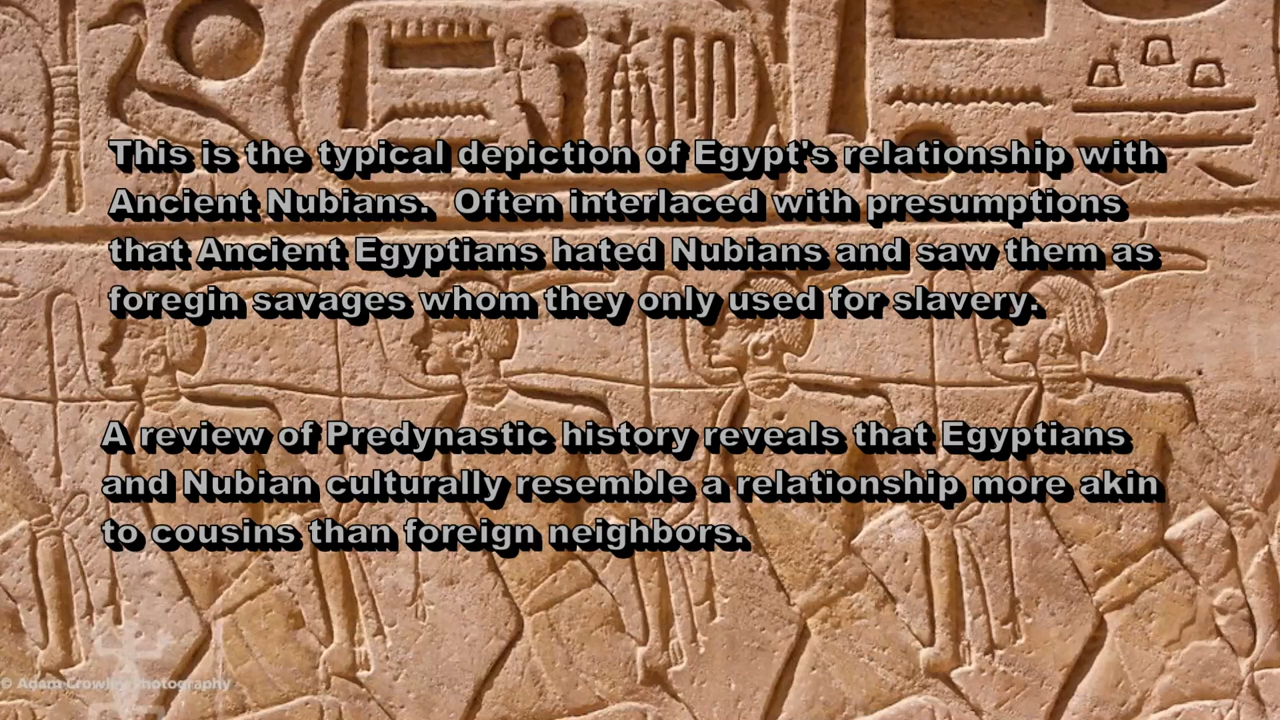 This is the typical depiction of Egypt's relationship with
Ancient Nubians.  Often interlaced with presumptions
that Ancient Egyptians hated Nubians and saw them as
foregin savages whom they only used for slavery.
A review of Predynastic history reveals that Egyptians
and Nubian culturally resemble a relationship more akin
to cousins than foreign neighbors.
© Adam Crowley Photography